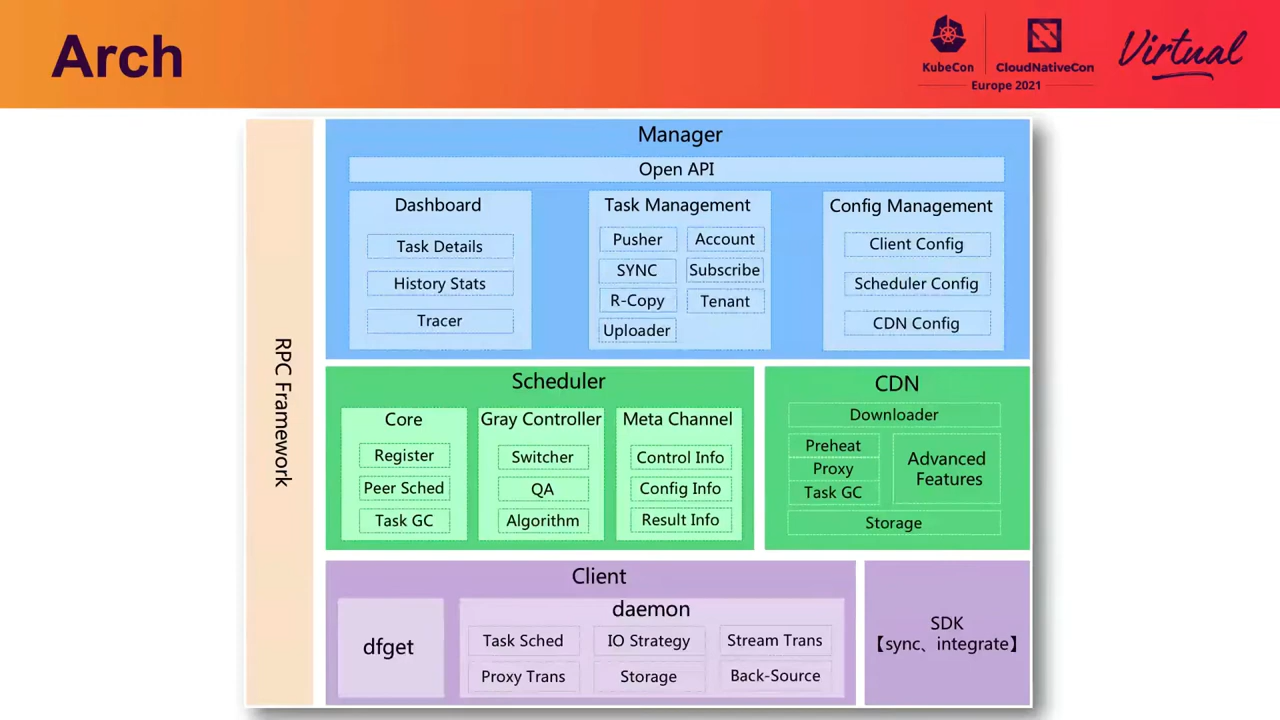 Arch
KubeCon
CloudNativeCon
Europe 2021
Virtual
RPC Framework
Manager
Open API
Dashboard
Task Details
History Stats
Tracer
Task Management
Pusher
Account
SYNC
Subscribe
R-Copy
Tenant
Uploader
Config Management
Client Config
Scheduler Config
CDN Config
Scheduler
Core
Register
Peer Sched
Task GC
Gray Controller
Switcher
QA
Algorithm
Meta Channel
Control Info
Config Info
Result Info
CDN
Downloader
Preheat
Proxy
Task GC
Advanced
Features
Storage
Client
dfget
daemon
Task Sched
IO Strategy
Stream Trans
Proxy Trans
Storage
Back-Source
SDK
【sync、integrate】